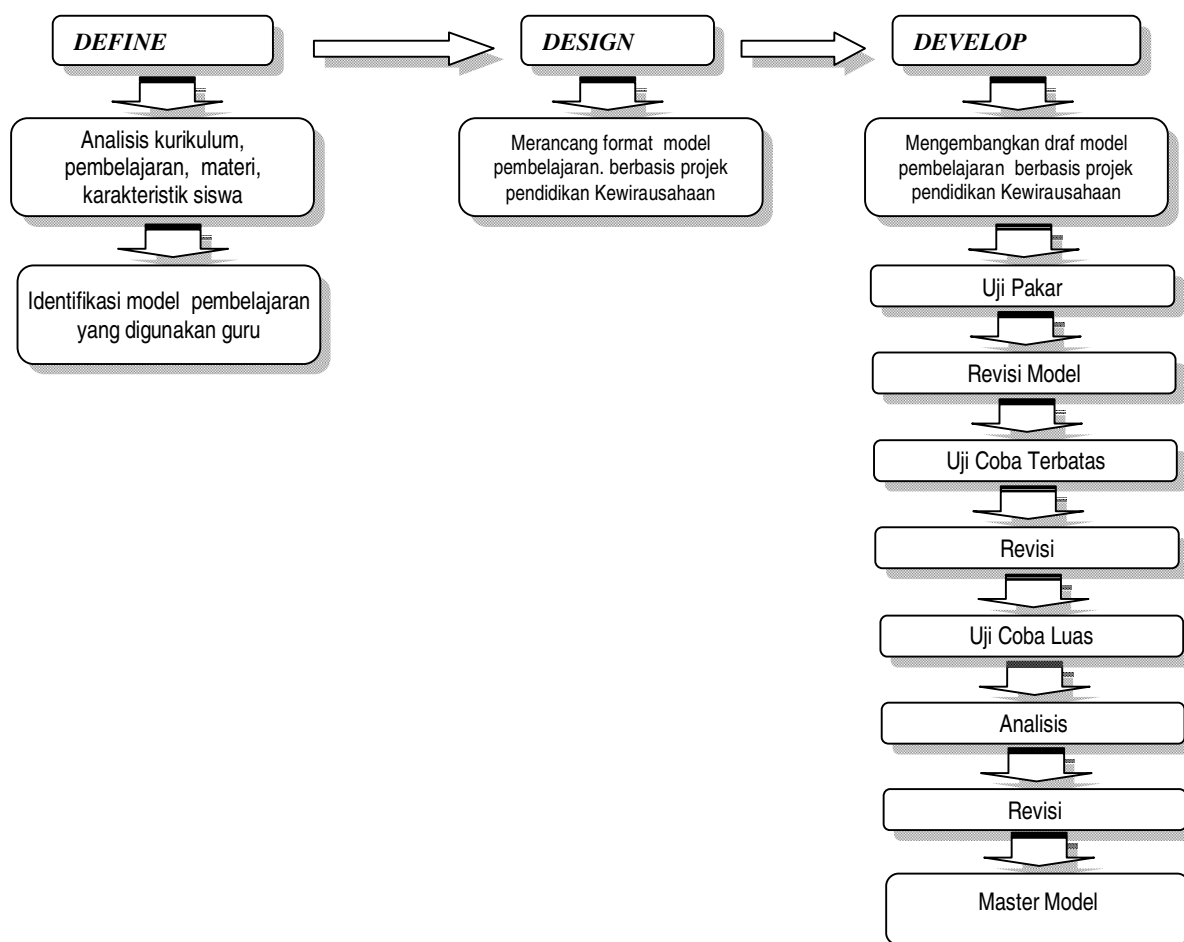 DEFINE
DESIGN
DEVELOP
Analisis kurikulum,
pembelajaran, materi,
karakteristik siswa
Identifikasi model pembelajaran
yang digunakan guru
Merancang format model
pembelajaran. berbasis projek
pendidikan Kewirausahaan
Mengembangkan draf model
pembelajaran berbasis projek
pendidikan Kewirausahaan
Uji Pakar
Revisi Model
Uji Coba Terbatas
Revisi
Uji Coba Luas
Analisis
Revisi
Master Model